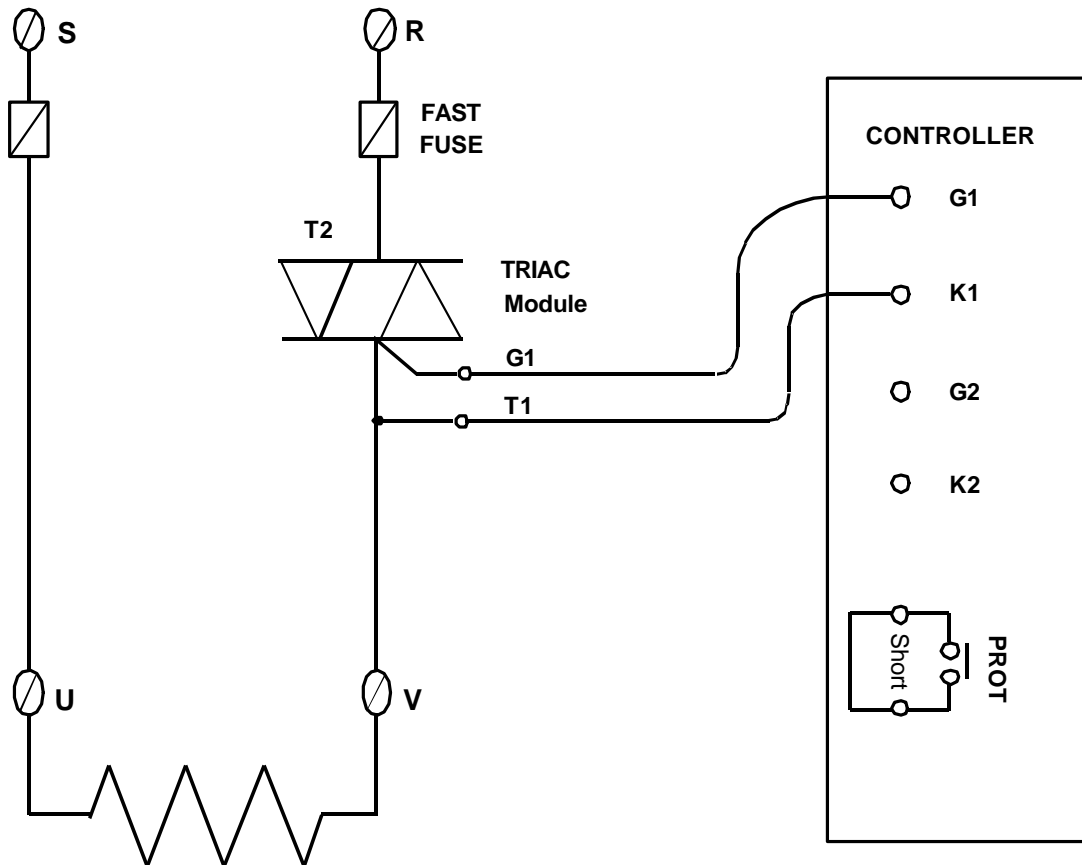 S
R
FAST
FUSE
CONTROLLER
G1
T2
TRIAC
Module
K1
G1
T1
G2
K2
Short
PROT
U
V